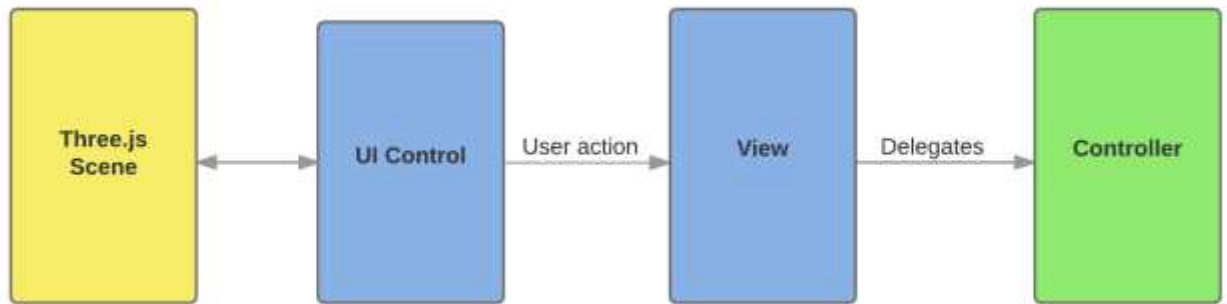 Three.js
Scene
UI Control
User action
View
Delegates
Controller